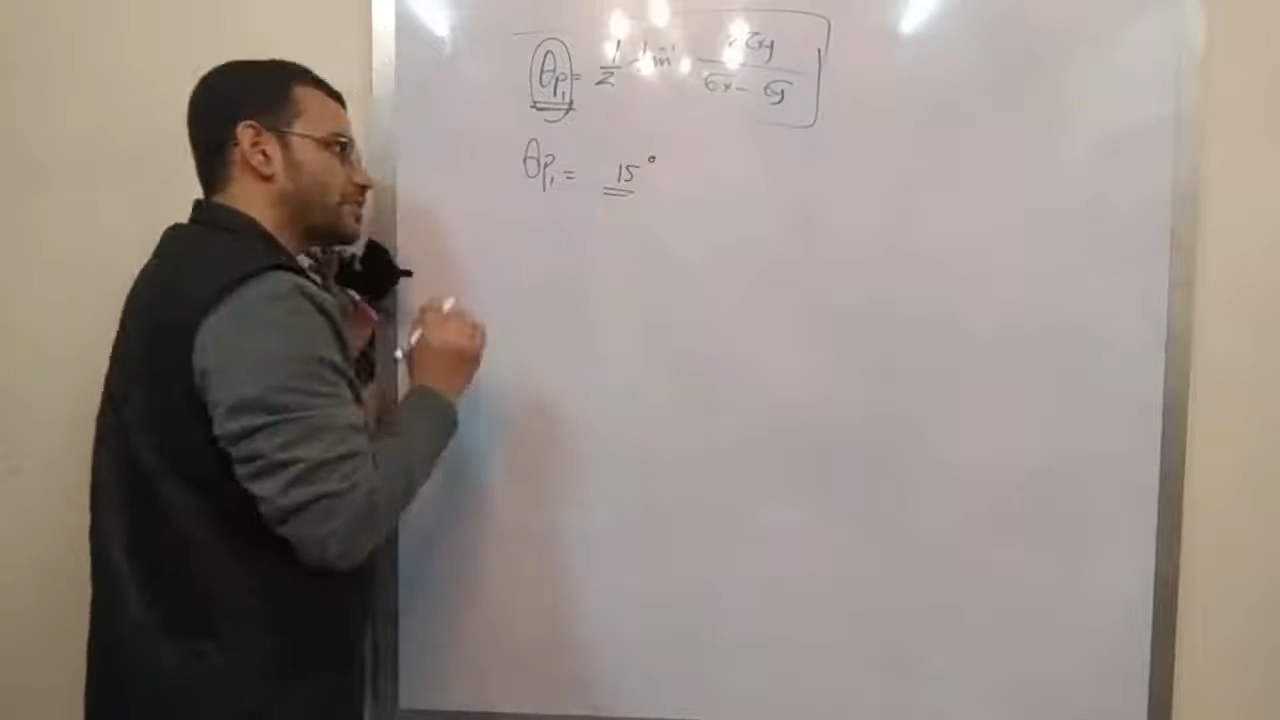 θp₁ = 1/2 tan⁻¹ 2τxy / σx - σy
θp₁ = 15°